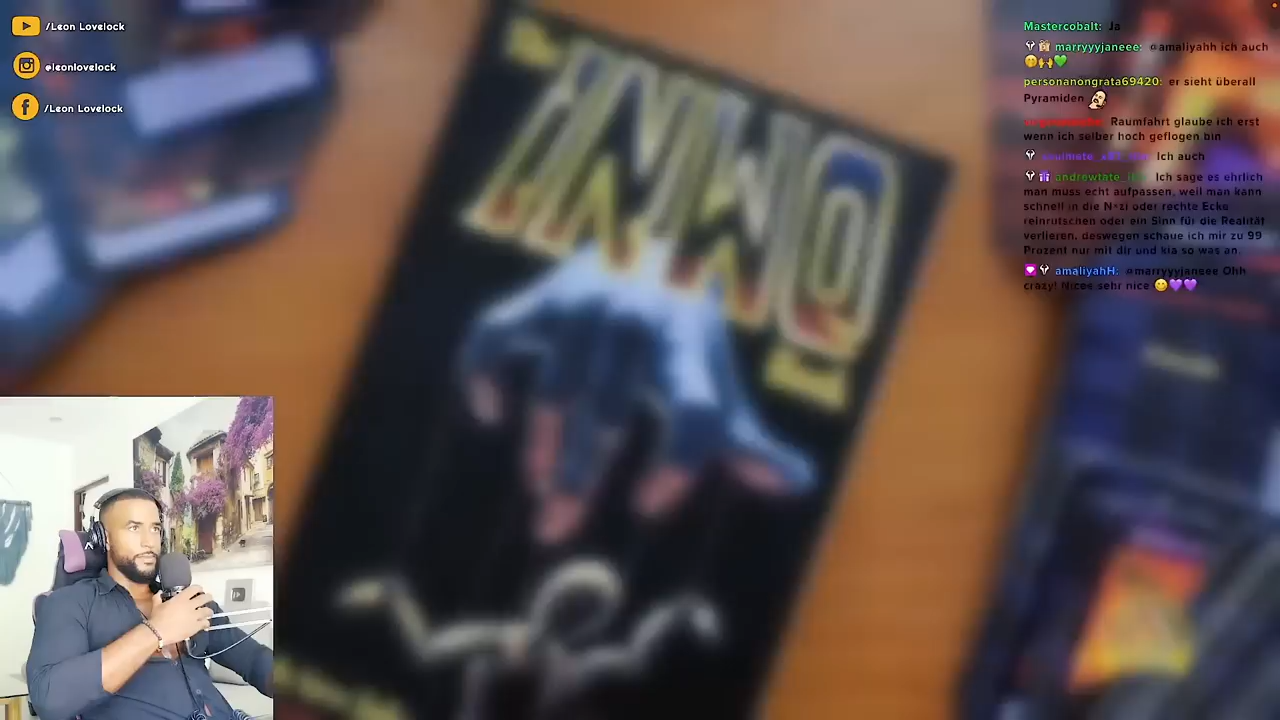 /Leon Lovelock
@leonlovelock
/Leon Lovelock
Mastercobalt: Ja
marryyyjaneee: @amaliyahh ich auch
personanongrata69420: er sieht überall
Pyramiden
Raumfahrt glaube ich erst
wenn ich selber hoch geflogen bin
Ich auch
Ich sage es ehrlich
man muss echt aufpassen, weil man kann
schnell in die N*zi oder rechte Ecke
reinrutschen oder ein Sinn für die Realität
verlieren, deswegen schaue ich mir zu 99
Prozent nur mit dir und kia so was an.
amaliyahH: @marryyyjaneee Ohh
crazy! Nicee sehr nice